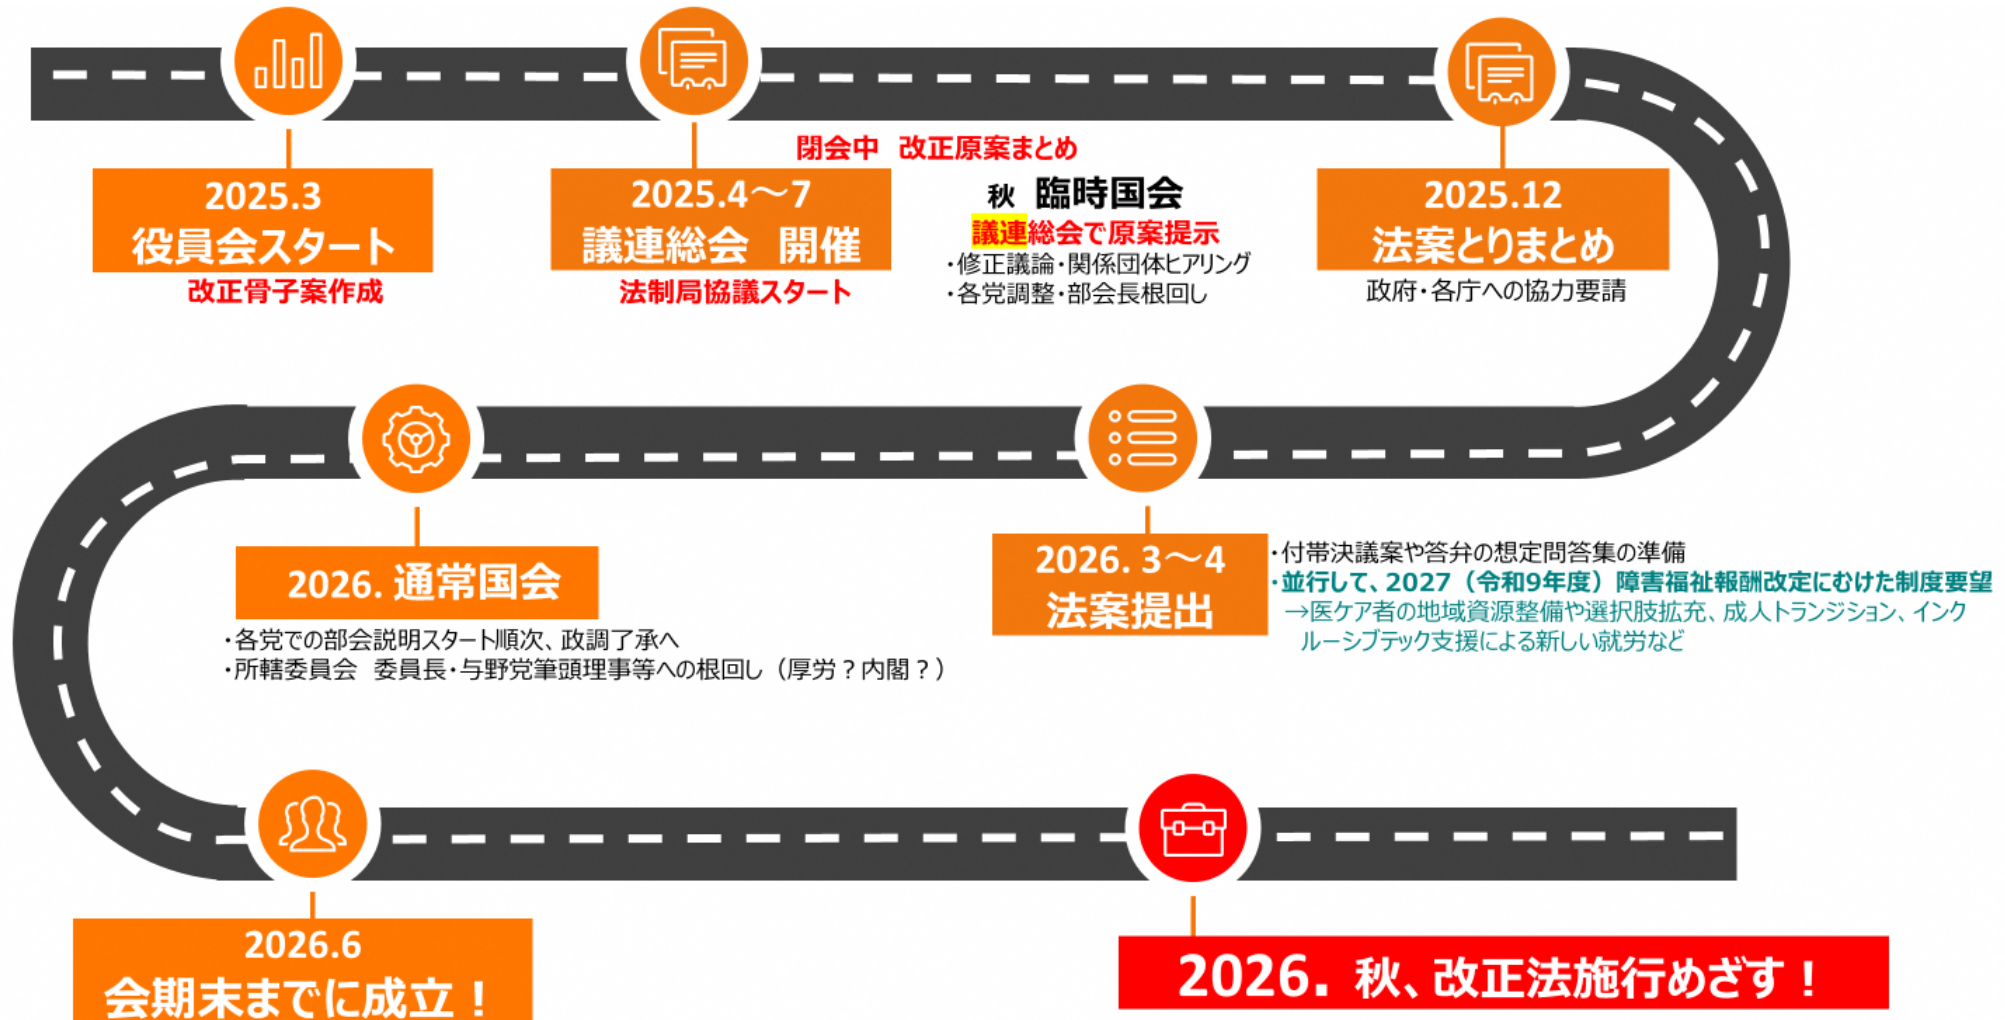 2025.3
役員会スタート
改正骨子案作成
2025.4～7
議連総会　開催
法制局協議スタート
閉会中　改正原案まとめ
秋　臨時国会
議連総会で原案提示
・修正議論・関係団体ヒアリング
・各党調整・部会長根回し
2025.12
法案とりまとめ
政府・各庁への協力要請
2026. 3～4
法案提出
・付帯決議案や答弁の想定問答集の準備
・並行して、2027（令和9年度）障害福祉報酬改定にむけた制度要望
→医ケア者の地域資源整備や選択肢拡充、成人トランジション、インク
ルーシブテック支援による新しい就労など
2026. 通常国会
・各党での部会説明スタート順次、政調了承へ
・所轄委員会　委員長・与野党筆頭理事等への根回し（厚労？内閣？）
2026.6
会期末までに成立！
2026. 秋、改正法施行めざす！